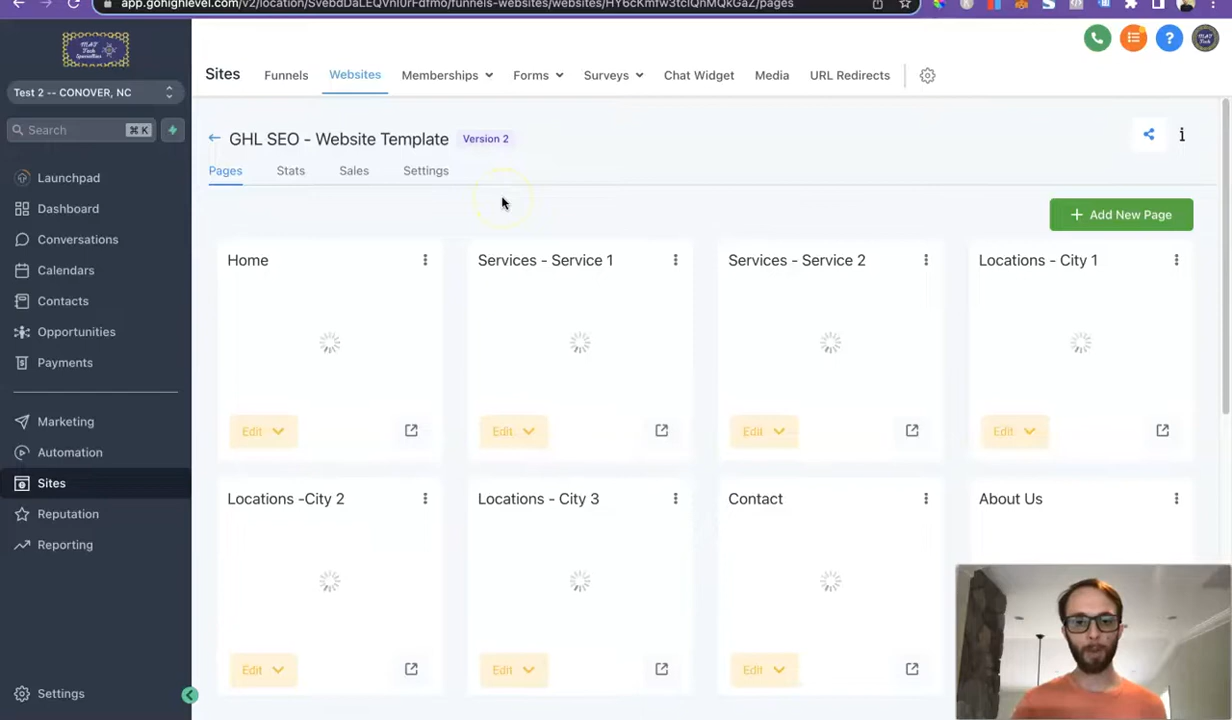 app.gohighlevel.com/v2/location/SvebdDaLEQVnI0rFdfmo/funnels-websites/websites/HY6cKmfw3tclQnMQkGaZ/pages
MAY
Tech
Specialties
Test 2 -- CONOVER, NC
Search
⌘ K
Launchpad
Dashboard
Conversations
Calendars
Contacts
Opportunities
Payments
Marketing
Automation
Sites
Reputation
Reporting
Settings
Sites
Funnels
Websites
Memberships
Forms
Surveys
Chat Widget
Media
URL Redirects
← GHL SEO - Website Template
Version 2
Pages
Stats
Sales
Settings
+ Add New Page
Home
Services - Service 1
Services - Service 2
Locations - City 1
Edit
Edit
Edit
Edit
Locations -City 2
Locations - City 3
Contact
About Us
Edit
Edit
Edit